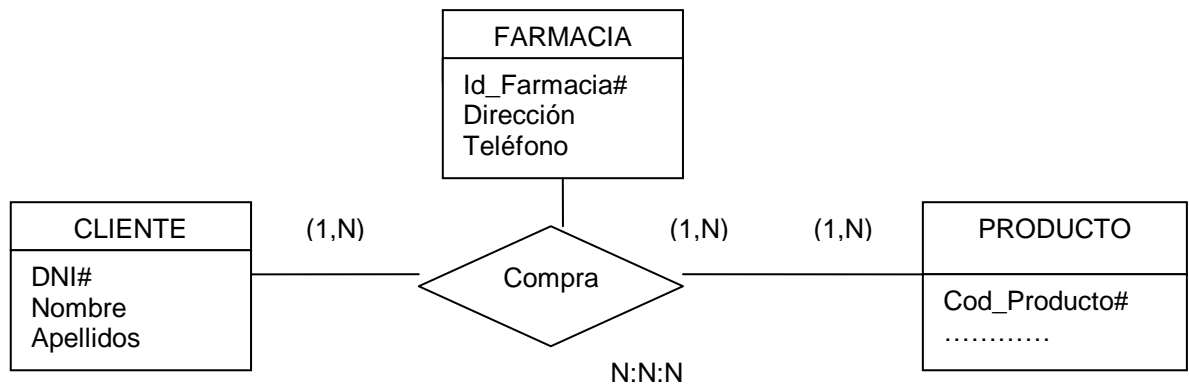 FARMACIA
Id_Farmacia#
Dirección
Teléfono
CLIENTE
DNI#
Nombre
Apellidos
(1,N)
Compra
(1,N)
(1,N)
PRODUCTO
Cod_Producto#
…………
N:N:N